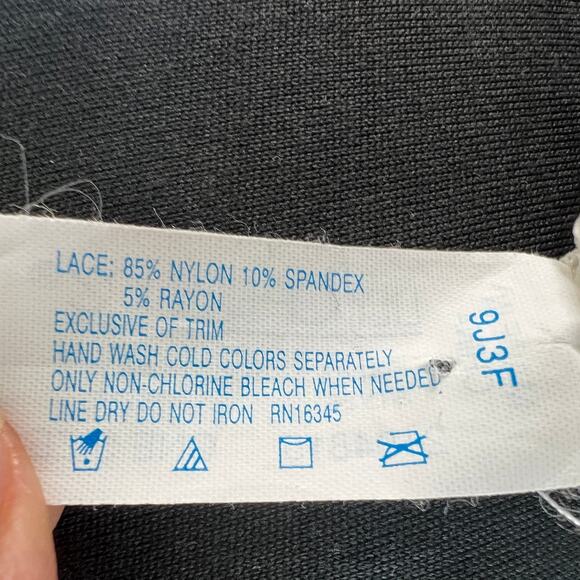 LACE: 85% NYLON 10% SPANDEX
5% RAYON
EXCLUSIVE OF TRIM
HAND WASH COLD COLORS SEPARATELY
ONLY NON-CHLORINE BLEACH WHEN NEEDED
LINE DRY DO NOT IRON RN16345
9J3F